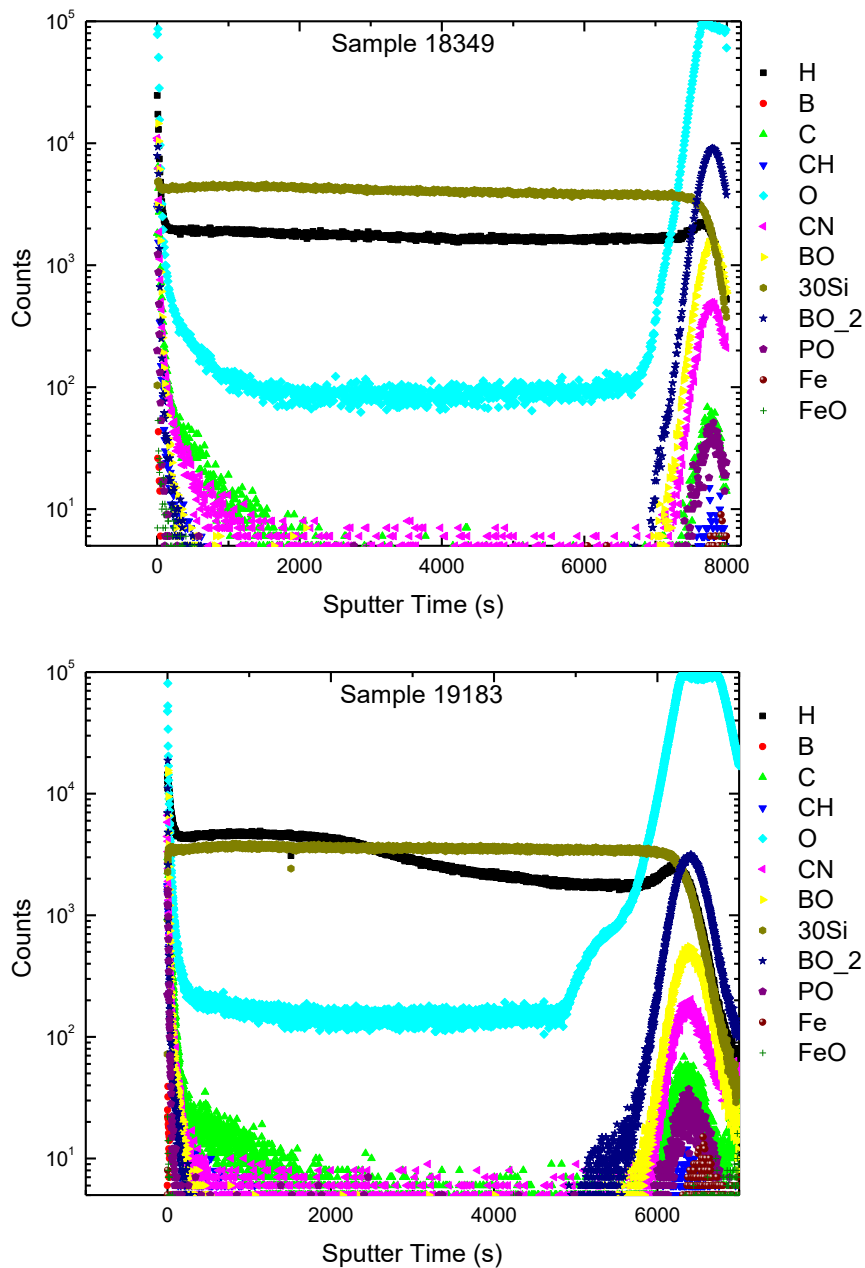 Sample 18349
10^5
10^4
10^3
10^2
10^1
Counts
0
2000
4000
6000
8000
Sputter Time (s)
H
B
C
CH
O
CN
BO
30Si
BO_2
PO
Fe
FeO
Sample 19183
10^5
10^4
10^3
10^2
10^1
Counts
0
2000
4000
6000
Sputter Time (s)
H
B
C
CH
O
CN
BO
30Si
BO_2
PO
Fe
FeO